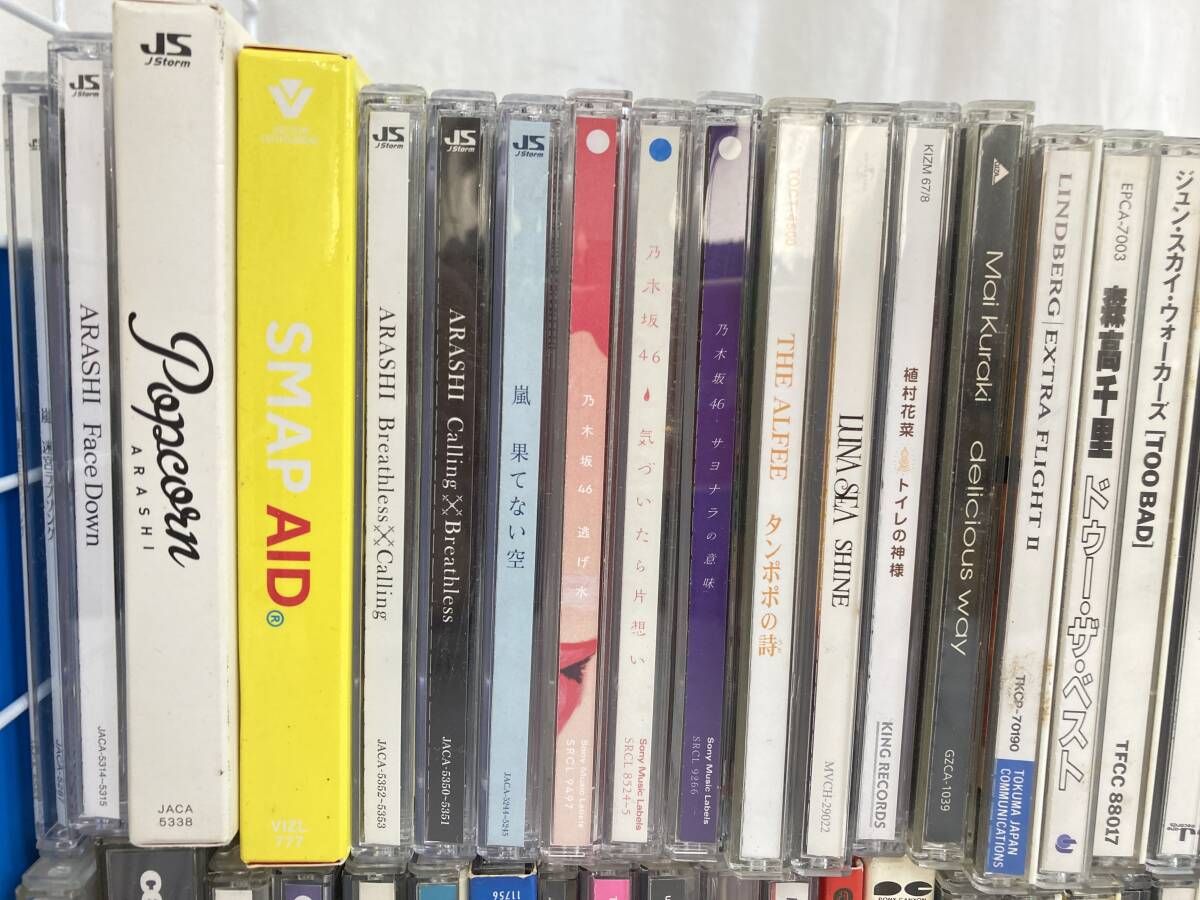 JS
J Storm
ARASHI Face Down
JACA-5314~5315
JS
J Storm
Popcorn
ARASHI
JACA
5338
SMAP AID®
VIZL
777
JS
J Storm
ARASHI Breathless××Calling
JACA-5352~5353
JS
J Storm
ARASHI Calling××Breathless
JACA-5350~5351
JS
J Storm
嵐 果てない空
JACA-5244~5245
乃木坂46 逃げ水
Sony Music Labels
SRCL 9497
乃木坂46 気づいたら片想い
Sony Music Labels
SRCL 8524~5
乃木坂46 サヨナラの意味
Sony Music Labels
SRCL 9266
THE ALFEE タンポポの詩
LUNA SEA SHINE
MVCH-29022
KIZM 67/8
植村花菜 トイレの神様
KING RECORDS
Mai Kuraki delicious way
GZCA-1039
LINDBERG | EXTRA FLIGHT II
TKCP-70190
TOKUMA JAPAN
COMMUNICATIONS
EPCA-7003
森高千里 ドゥー・ザ・ベスト
ジュン・スカイ・ウォーカーズ [TOO BAD]
TFCC 88017
11756
PONY CANYON